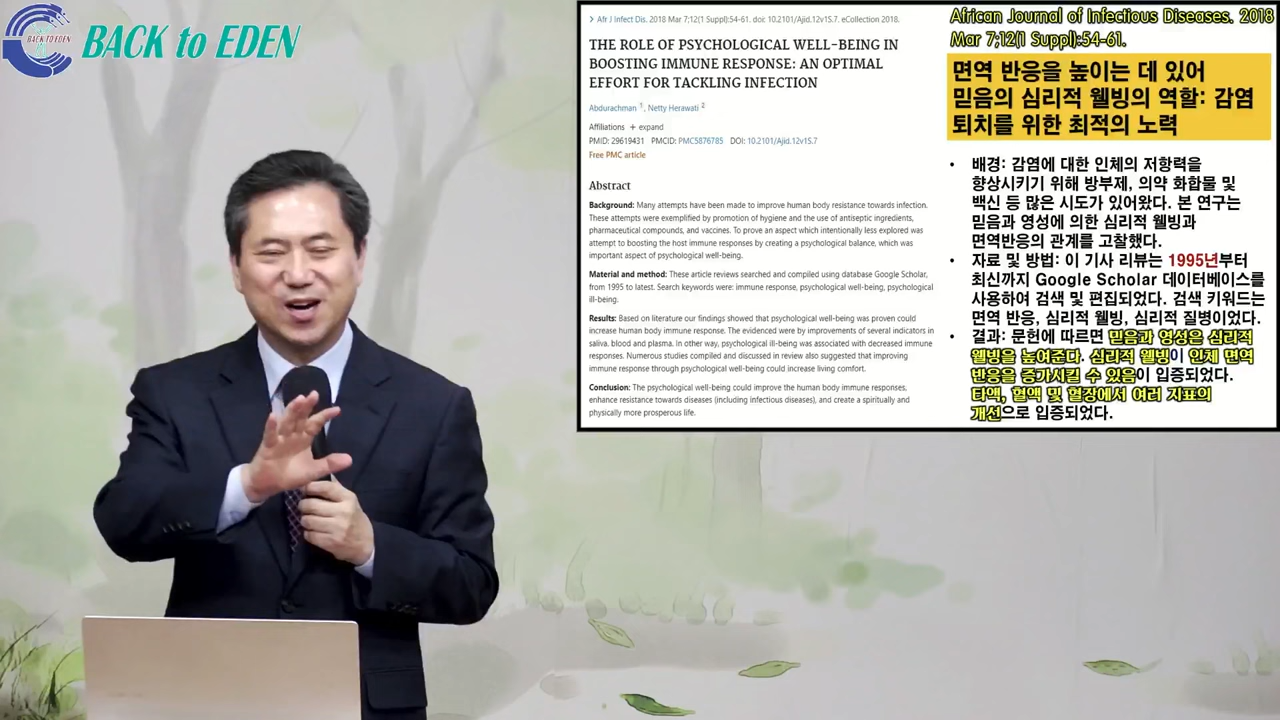 BACK TO EDEN
BACK to EDEN
Afr J Infect Dis. 2018 Mar 7;12(1 Suppl):54-61. doi: 10.2101/Ajid.12v1S.7. eCollection 2018.
THE ROLE OF PSYCHOLOGICAL WELL-BEING IN
BOOSTING IMMUNE RESPONSE: AN OPTIMAL
EFFORT FOR TACKLING INFECTION
Abdurachman 1, Netty Herawati 2
Affiliations + expand
PMID: 29619431 PMCID: PMC5876785 DOI: 10.2101/Ajid.12v1S.7
Free PMC article
Abstract
Background: Many attempts have been made to improve human body resistance towards infection.
These attempts were exemplified by promotion of hygiene and the use of antiseptic ingredients,
pharmaceutical compounds, and vaccines. To prove an aspect which intentionally less explored was
attempt to boosting the host immune responses by creating a psychological balance, which was
important aspect of psychological well-being.
Material and method: These article reviews searched and compiled using database Google Scholar,
from 1995 to latest. Search keywords were: immune response, psychological well-being, psychological
ill-being.
Results: Based on literature our findings showed that psychological well-being was proven could
increase human body immune response. The evidenced were by improvements of several indicators in
saliva. blood and plasma. In other way, psychological ill-being was associated with decreased immune
responses. Numerous studies compiled and discussed in review also suggested that improving
immune response through psychological well-being could increase living comfort.
Conclusion: The psychological well-being could improve the human body immune responses,
enhance resistance towards diseases (including infectious diseases), and create a spiritually and
physically more prosperous life.
African Journal of Infectious Diseases. 2018
Mar 7;12(1 Suppl):54-61.
면역 반응을 높이는 데 있어
믿음의 심리적 웰빙의 역할: 감염
퇴치를 위한 최적의 노력
• 배경: 감염에 대한 인체의 저항력을
향상시키기 위해 방부제, 의약 화합물 및
백신 등 많은 시도가 있어왔다. 본 연구는
믿음과 영성에 의한 심리적 웰빙과
면역반응의 관계를 고찰했다.
• 자료 및 방법: 이 기사 리뷰는 1995년부터
최신까지 Google Scholar 데이터베이스를
사용하여 검색 및 편집되었다. 검색 키워드는
면역 반응, 심리적 웰빙, 심리적 질병이었다.
• 결과: 문헌에 따르면 믿음과 영성은 심리적
웰빙을 높여준다. 심리적 웰빙이 인체 면역
반응을 증가시킬 수 있음이 입증되었다.
타액, 혈액 및 혈장에서 여러 지표의
개선으로 입증되었다.